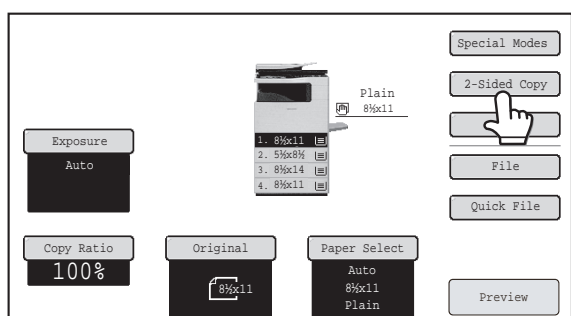 Special Modes
2-Sided Copy
Plain
8½x11
1. 8½x11
2. 5½x8½
3. 8½x14
4. 8½x11
Exposure
Auto
File
Quick File
Copy Ratio
100%
Original
8½x11
Paper Select
Auto
8½x11
Plain
Preview